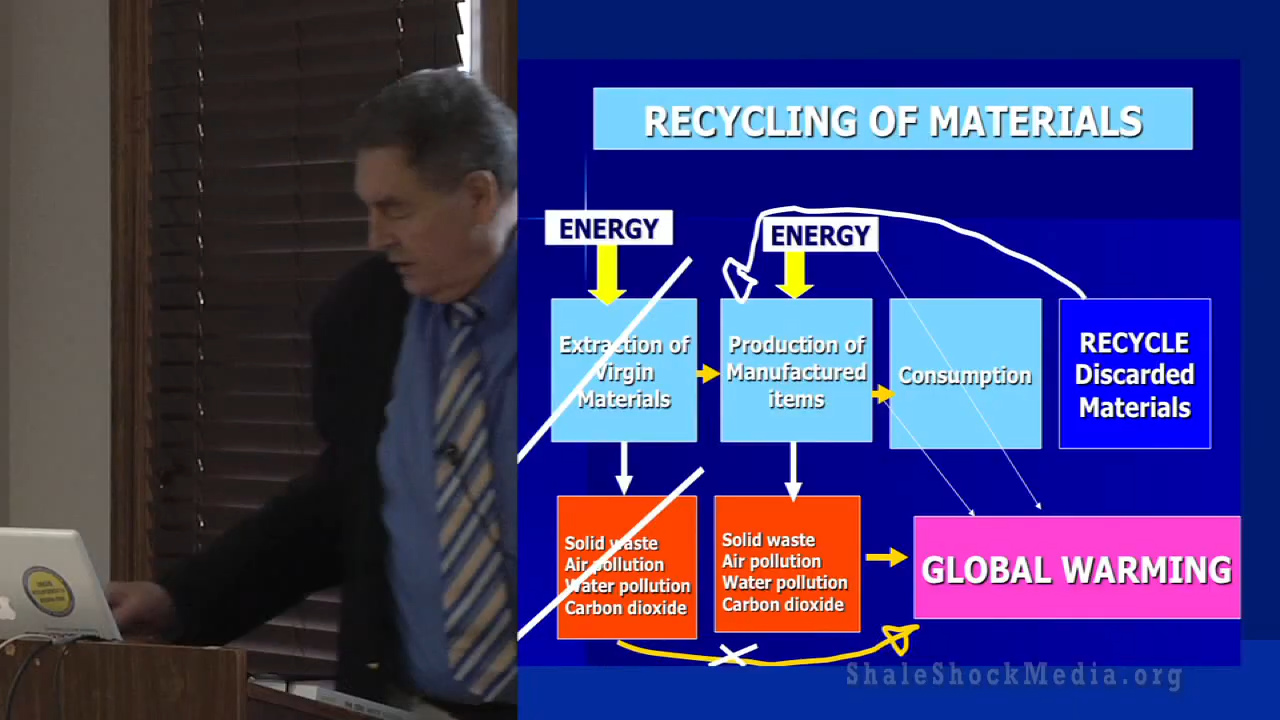 RECYCLING OF MATERIALS
ENERGY
ENERGY
Extraction of
Virgin
Materials
Production of
Manufactured
items
Consumption
RECYCLE
Discarded
Materials
Solid waste
Air pollution
Water pollution
Carbon dioxide
Solid waste
Air pollution
Water pollution
Carbon dioxide
GLOBAL WARMING
ShaleShockMedia.org